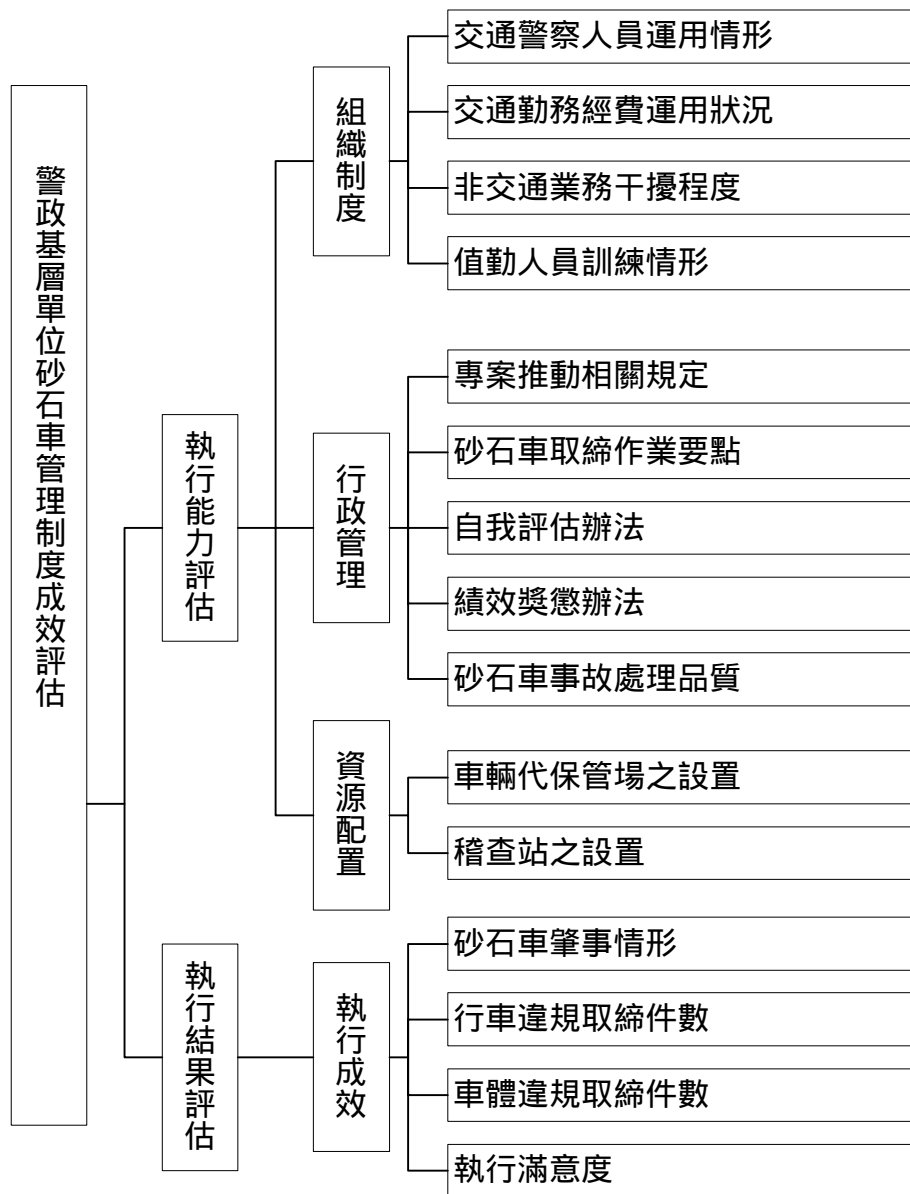 警政基層單位砂石車管理制度成效評估
執行能力評估
組織制度
交通警察人員運用情形
交通勤務經費運用狀況
非交通業務干擾程度
值勤人員訓練情形
行政管理
專案推動相關規定
砂石車取締作業要點
自我評估辦法
績效獎懲辦法
砂石車事故處理品質
資源配置
車輛代保管場之設置
稽查站之設置
執行結果評估
執行成效
砂石車肇事情形
行車違規取締件數
車體違規取締件數
執行滿意度